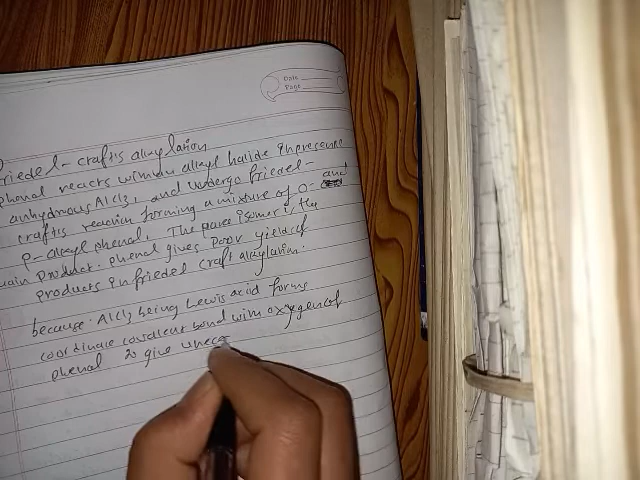 Date
Page
Friedel-craft's alkylation
phenol reacts with an alkyl halide in presence
anhydrous AlCl3, and undergo friedel-
crafts reaction forming a mixture of o- and
p-alkyl phenol. The para isomer is the
main Product. phenol gives Poor yield of
products in friedel craft alkylation.
because. AlCl3 being Lewis acid forms
coordinate covalent bond with oxygen of
phenol to give unreac